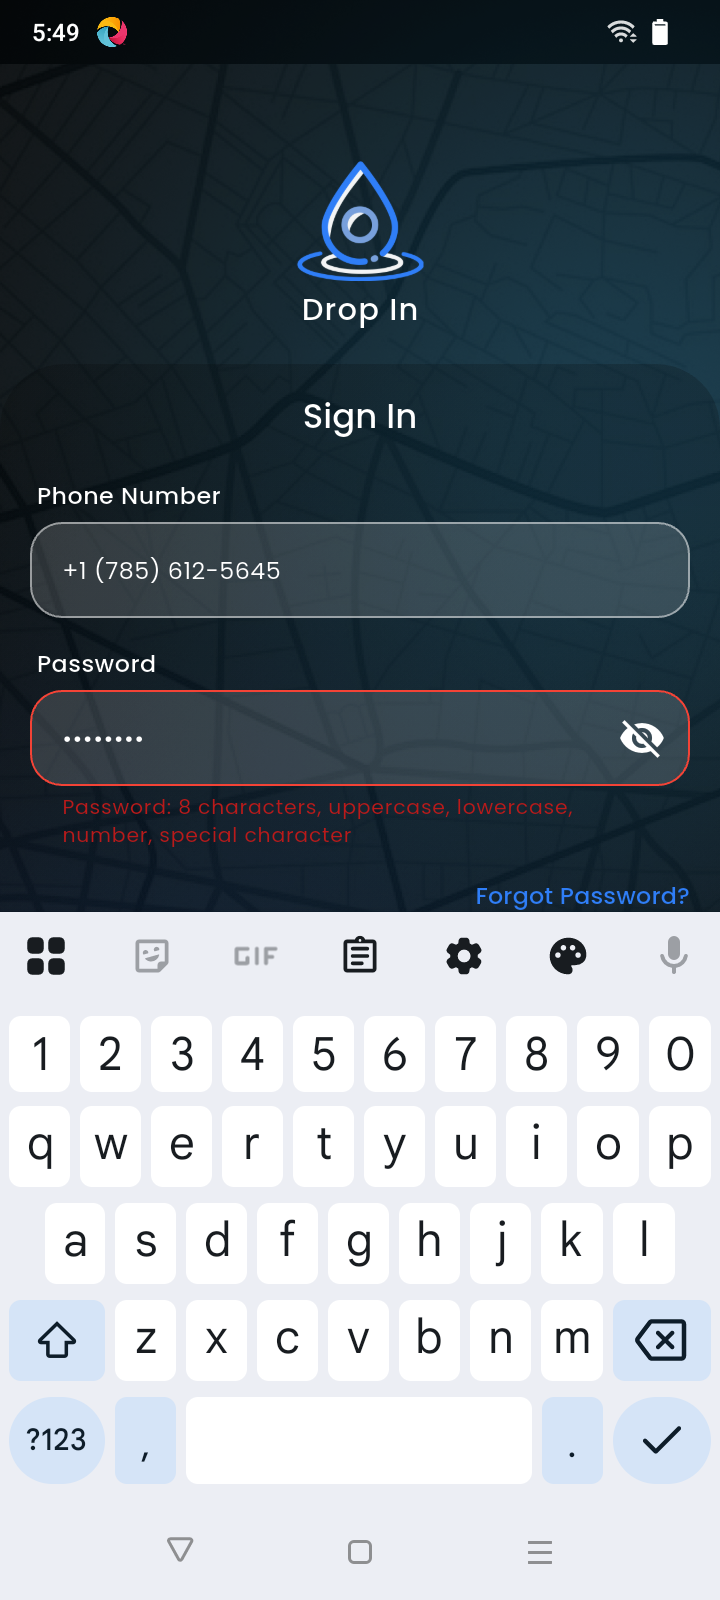 5:49
Drop In
Sign In
Phone Number
+1 (785) 612-5645
Password
••••••••
Password: 8 characters, uppercase, lowercase,
number, special character
Forgot Password?
GIF
1 2 3 4 5 6 7 8 9 0
q w e r t y u i o p
a s d f g h j k l
z x c v b n m
?123 , .